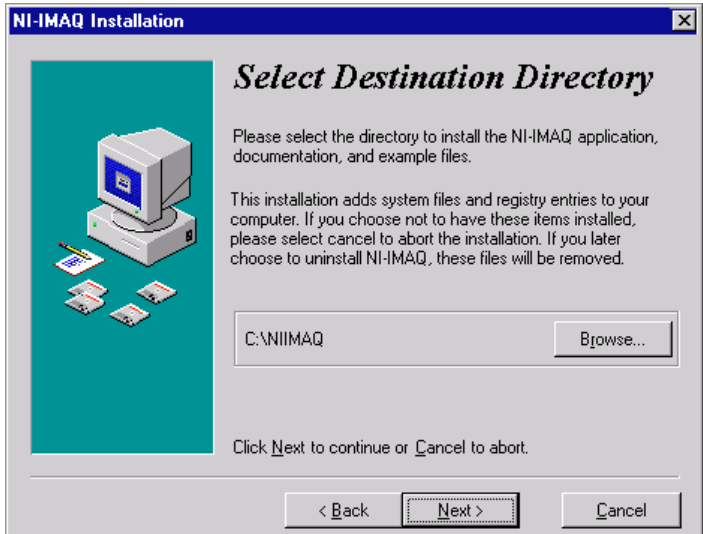 NI-IMAQ Installation
Select Destination Directory
Please select the directory to install the NI-IMAQ application,
documentation, and example files.
This installation adds system files and registry entries to your
computer. If you choose not to have these items installed,
please select cancel to abort the installation. If you later
choose to uninstall NI-IMAQ, these files will be removed.
C:\NIIMAQ
Browse...
Click Next to continue or Cancel to abort.
< Back
Next >
Cancel